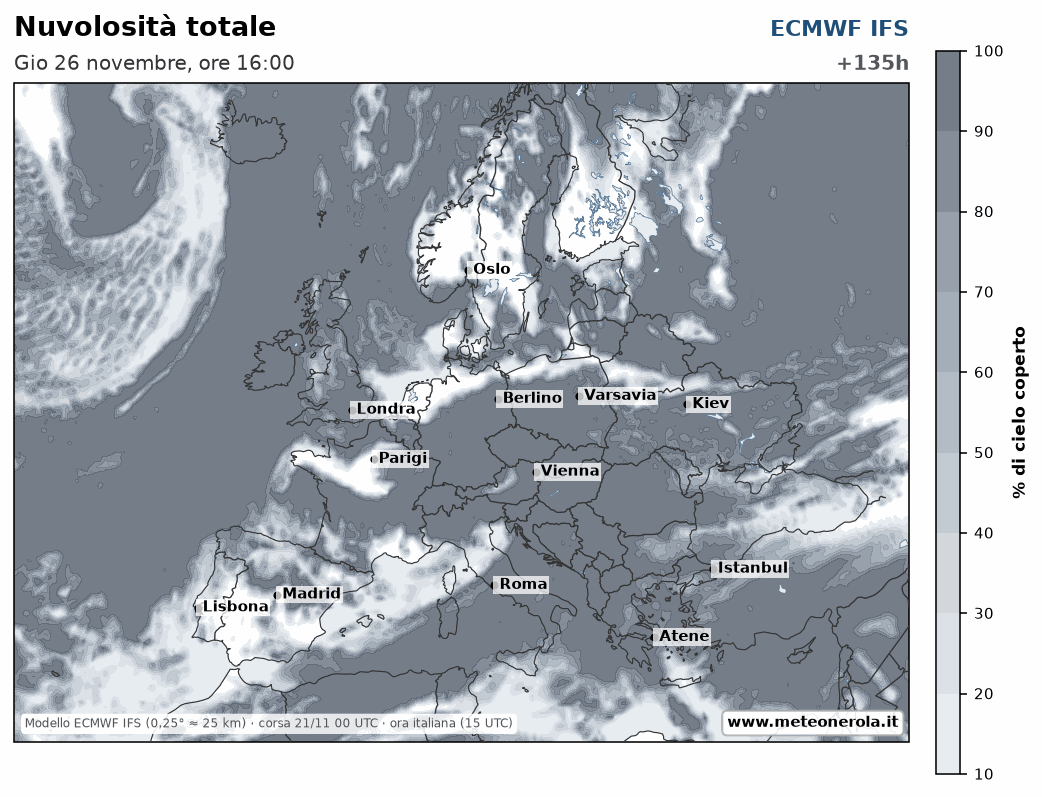 Nuvolosità totale
ECMWF IFS
Gio 26 novembre, ore 16:00
+135h
100
90
80
70
60
50
40
30
20
10
% di cielo coperto
Oslo
Londra
Berlino
Varsavia
Kiev
Parigi
Vienna
Istanbul
Roma
Madrid
Lisbona
Atene
Modello ECMWF IFS (0,25° ≈ 25 km) · corsa 21/11 00 UTC · ora italiana (15 UTC)
www.meteonerola.it